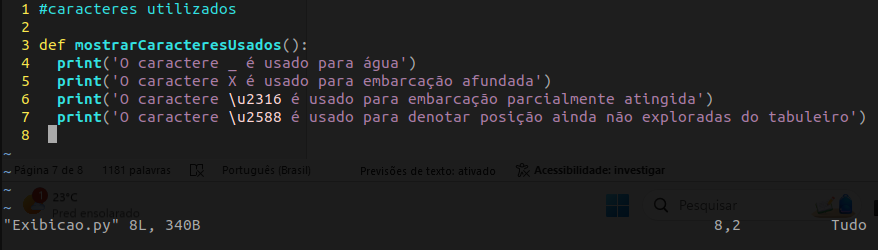 1 #caracteres utilizados
2
3 def mostrarCaracteresUsados():
4   print('O caractere _ é usado para água')
5   print('O caractere X é usado para embarcação afundada')
6   print('O caractere \u2316 é usado para embarcação parcialmente atingida')
7   print('O caractere \u2588 é usado para denotar posição ainda não exploradas do tabuleiro')
8
~
~
Página 7 de 8 1181 palavras Português (Brasil) Previsões de texto: ativado Acessibilidade: investigar
~
1 23°C Pesquisar
~
Pred ensolarado
"Exibicao.py" 8L, 340B 8,2 Tudo